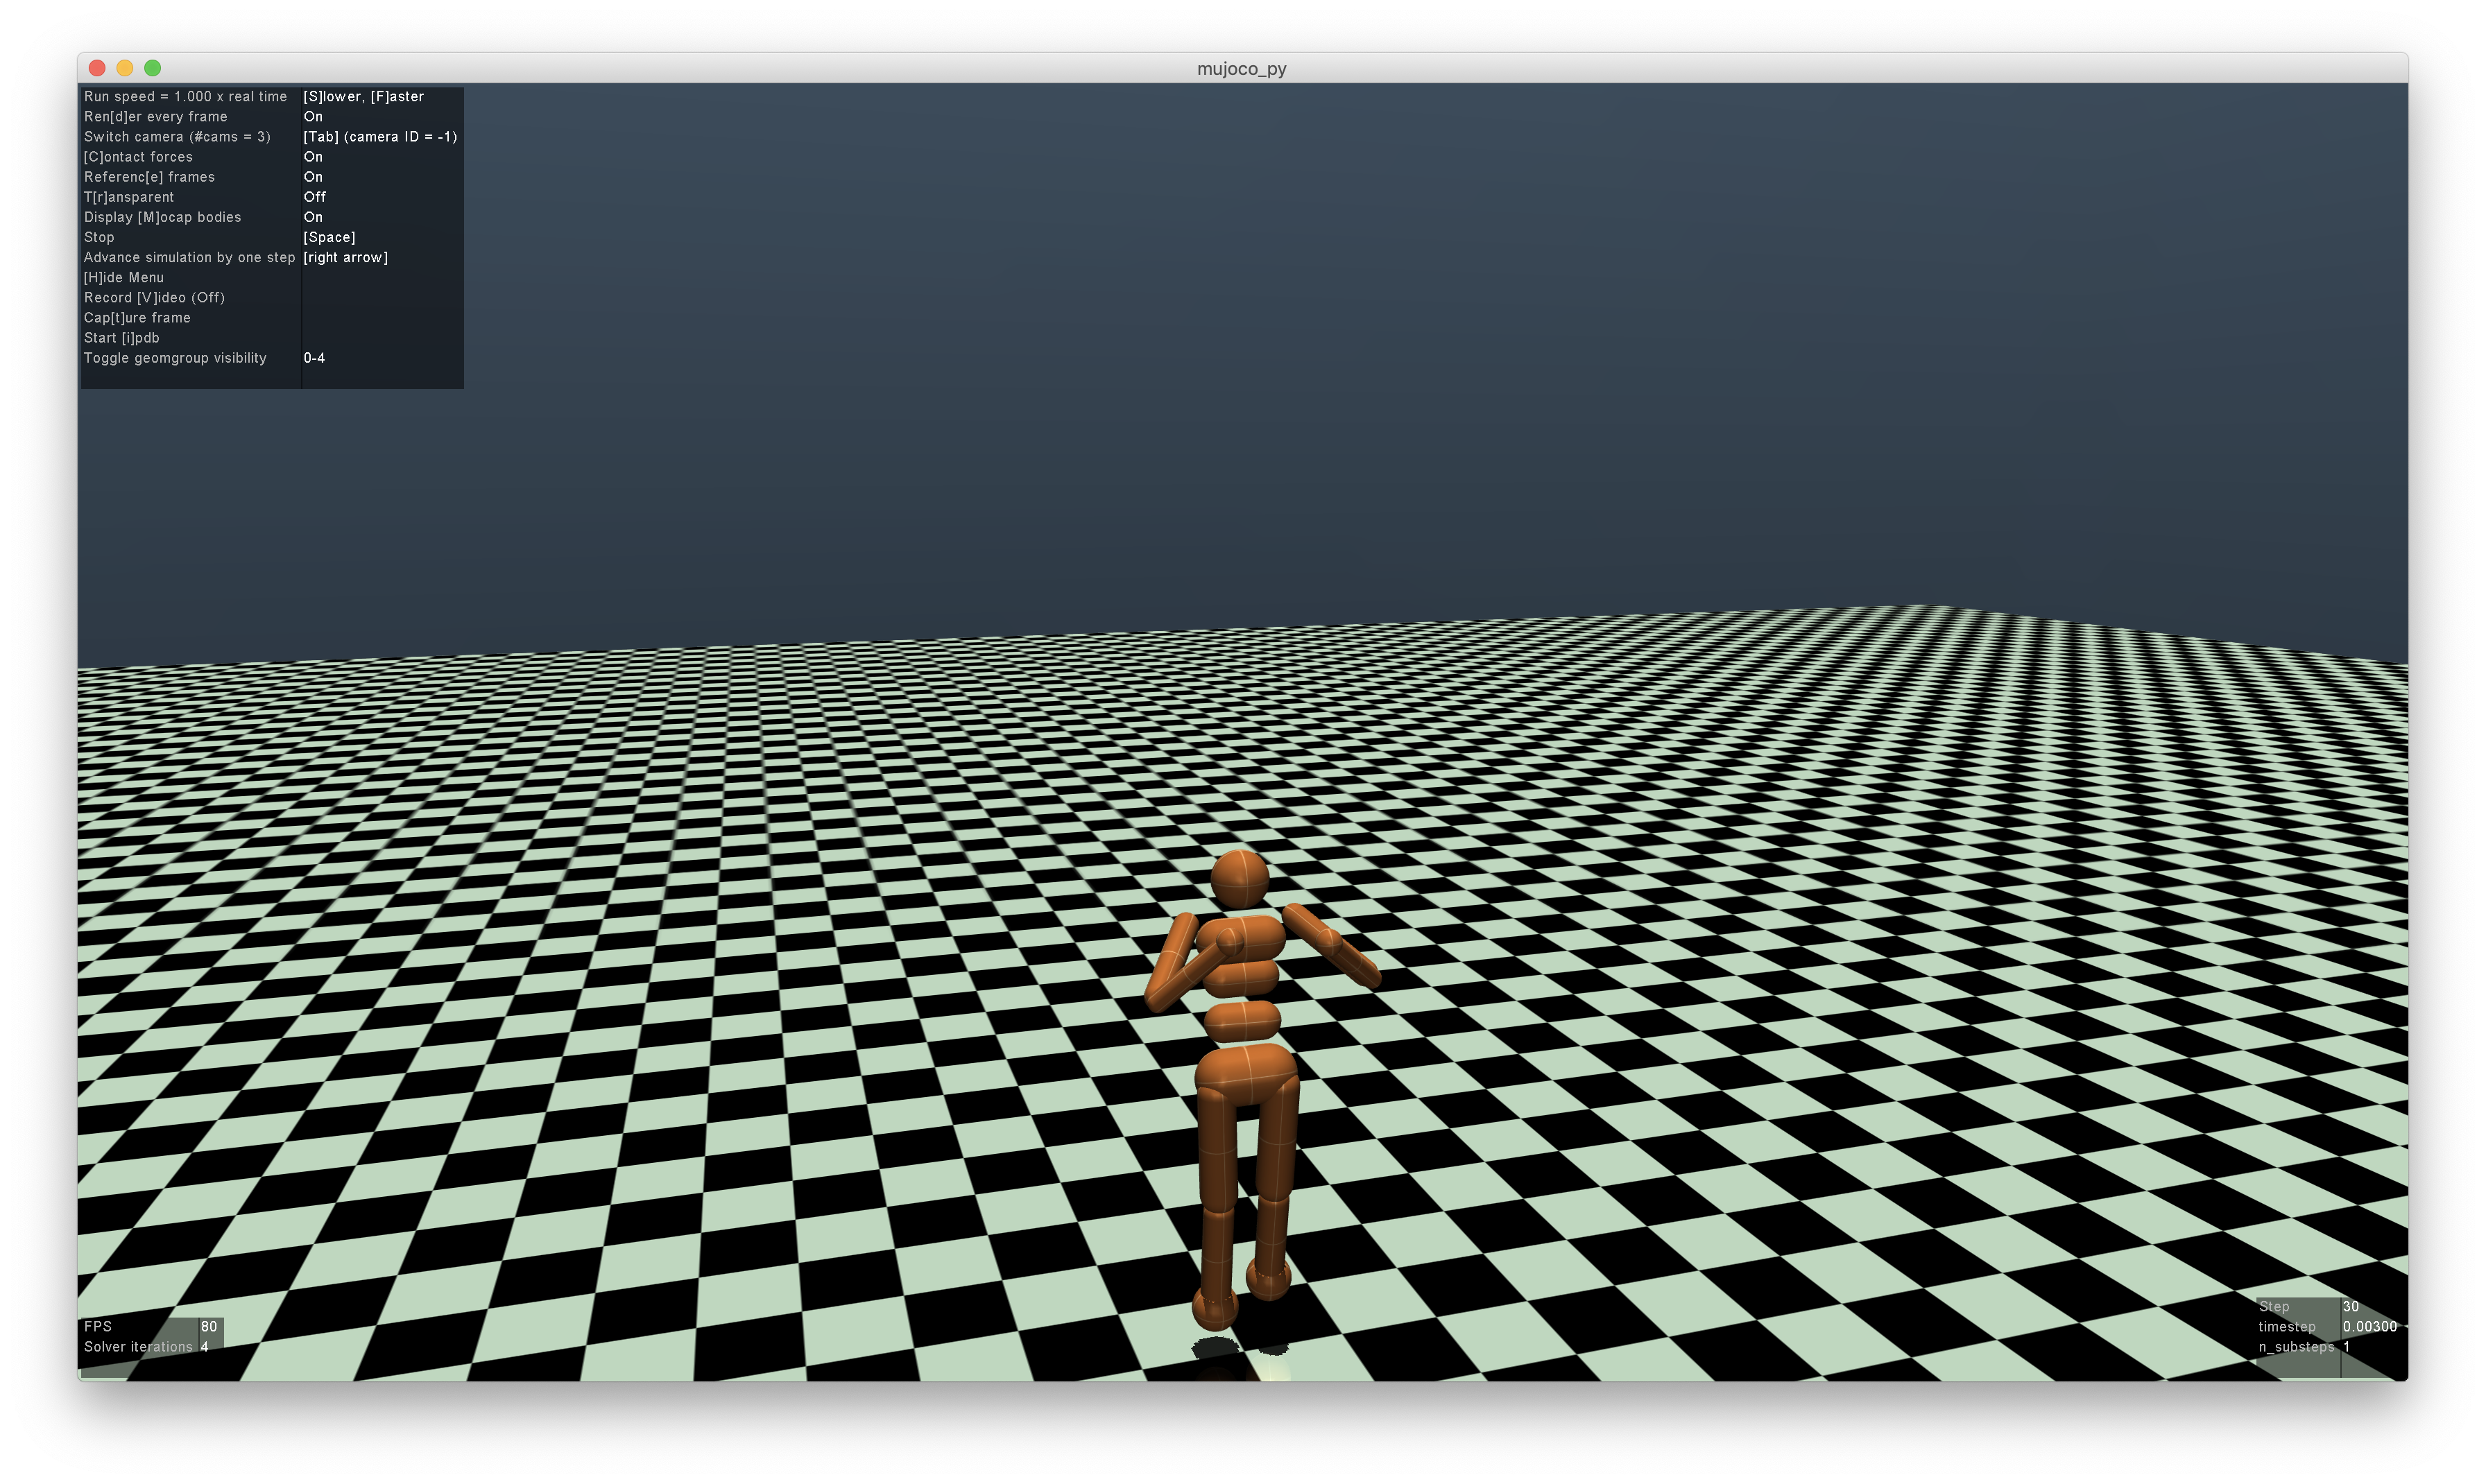 mujoco_py
Run speed = 1.000 x real time [S]lower, [F]aster
Ren[d]er every frame On
Switch camera (#cams = 3) [Tab] (camera ID = -1)
[C]ontact forces On
Referenc[e] frames On
T[r]ansparent Off
Display [M]ocap bodies On
Stop [Space]
Advance simulation by one step [right arrow]
[H]ide Menu
Record [V]ideo (Off)
Cap[t]ure frame
Start [i]pdb
Toggle geomgroup visibility 0-4
FPS 80
Solver iterations 4
Step 30
timestep 0.00300
n_substeps 1